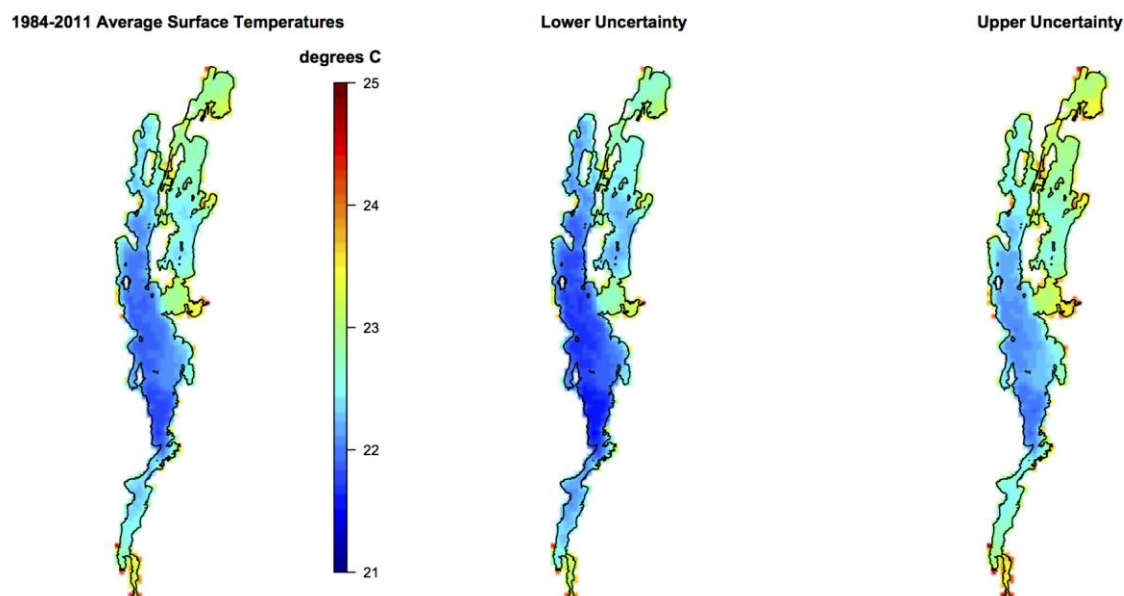 1984-2011 Average Surface Temperatures
Lower Uncertainty
Upper Uncertainty
degrees C
25
24
23
22
21